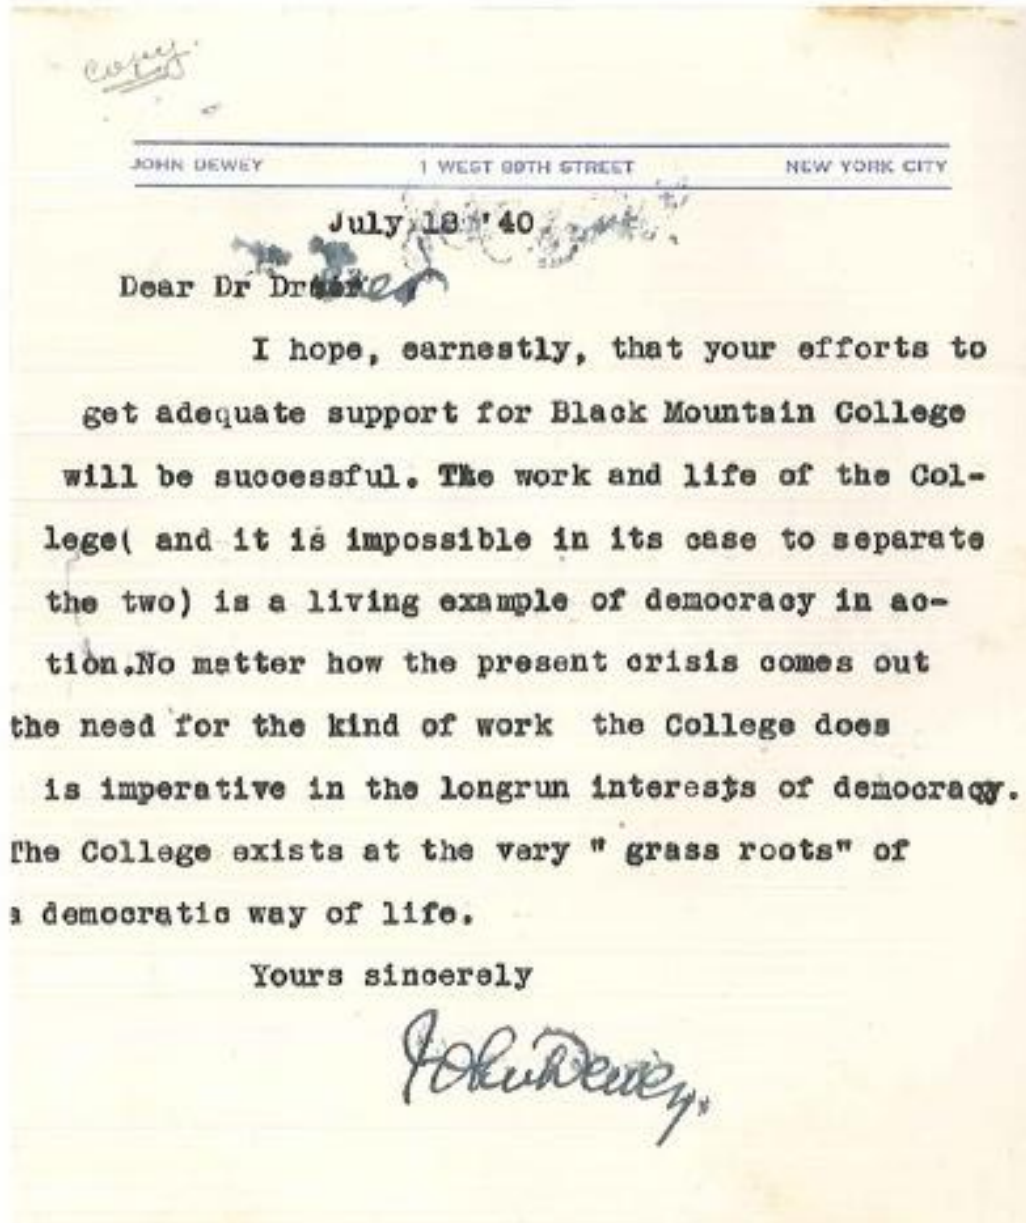 copy
JOHN DEWEY 1 WEST 89TH STREET NEW YORK CITY
July 18 '40
Dear Dr
I hope, earnestly, that your efforts to
get adequate support for Black Mountain College
will be successful. The work and life of the Col-
lege( and it is impossible in its case to separate
the two) is a living example of democracy in ac-
tion.No matter how the present crisis comes out
the need for the kind of work the College does
is imperative in the longrun interests of democracy.
The College exists at the very " grass roots" of
a democratic way of life.
Yours sincerely
John Dewey.